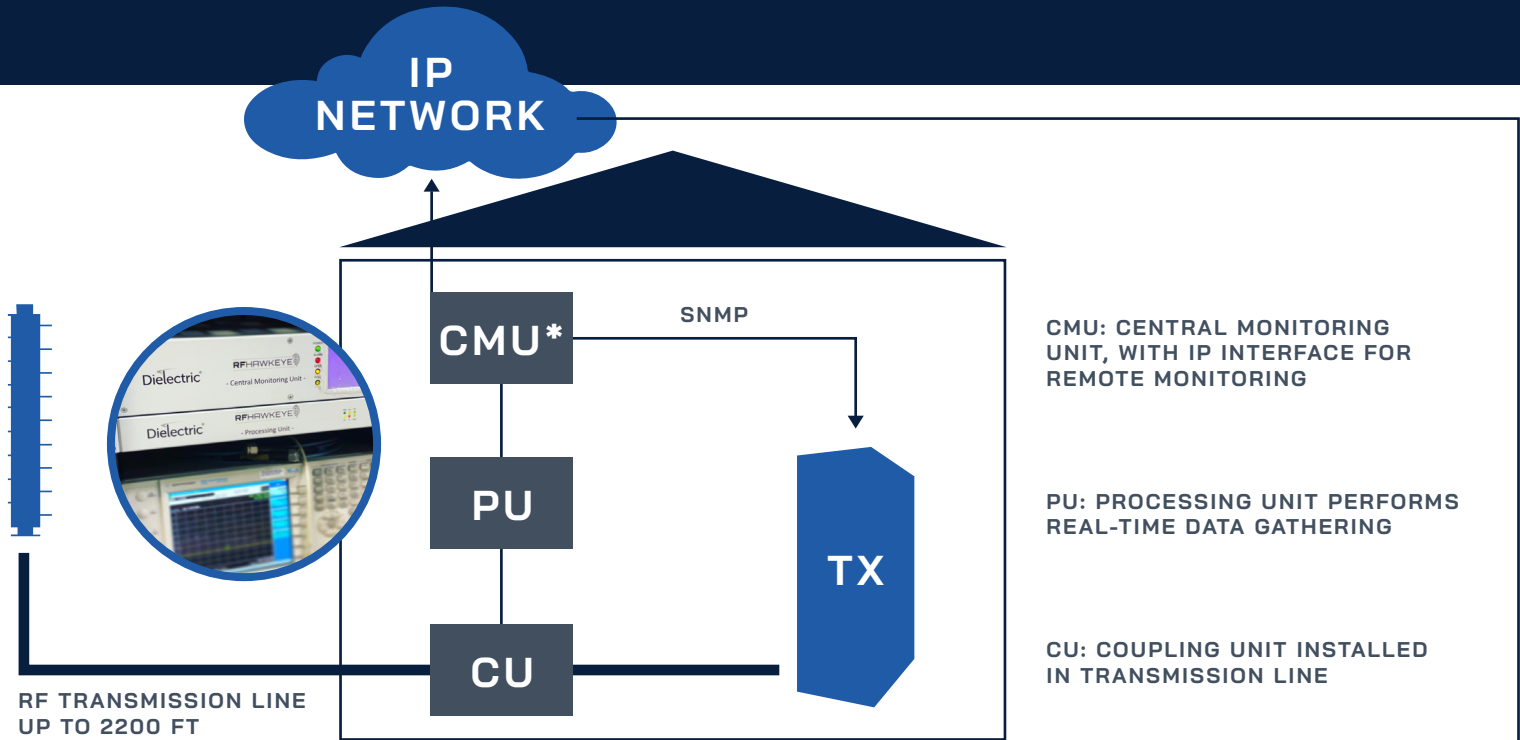 IP
NETWORK
CMU*
SNMP
PU
CU
TX
Dielectric
RFHAWKEYE
- Central Monitoring Unit -
Dielectric
RFHAWKEYE
- Processing Unit -
RF TRANSMISSION LINE
UP TO 2200 FT
CMU: CENTRAL MONITORING
UNIT, WITH IP INTERFACE FOR
REMOTE MONITORING
PU: PROCESSING UNIT PERFORMS
REAL-TIME DATA GATHERING
CU: COUPLING UNIT INSTALLED
IN TRANSMISSION LINE